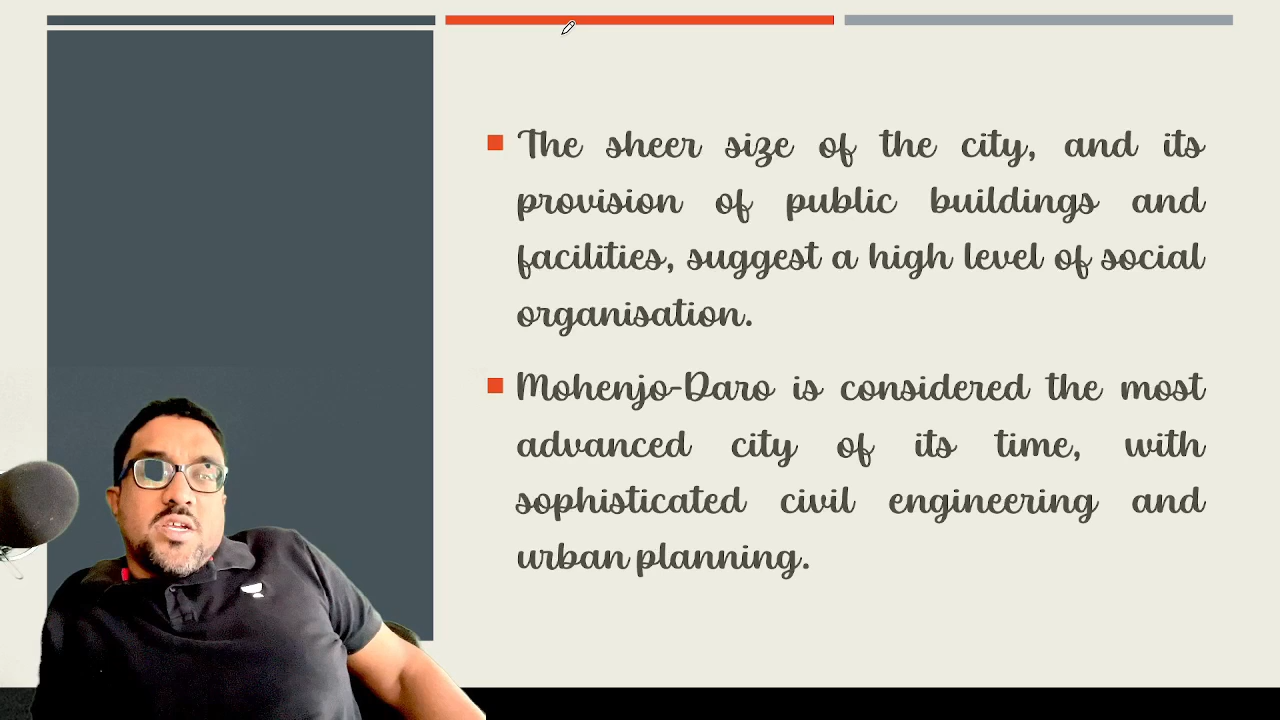 The sheer size of the city, and its
provision of public buildings and
facilities, suggest a high level of social
organisation.
Mohenjo-Daro is considered the most
advanced city of its time, with
sophisticated civil engineering and
urban planning.